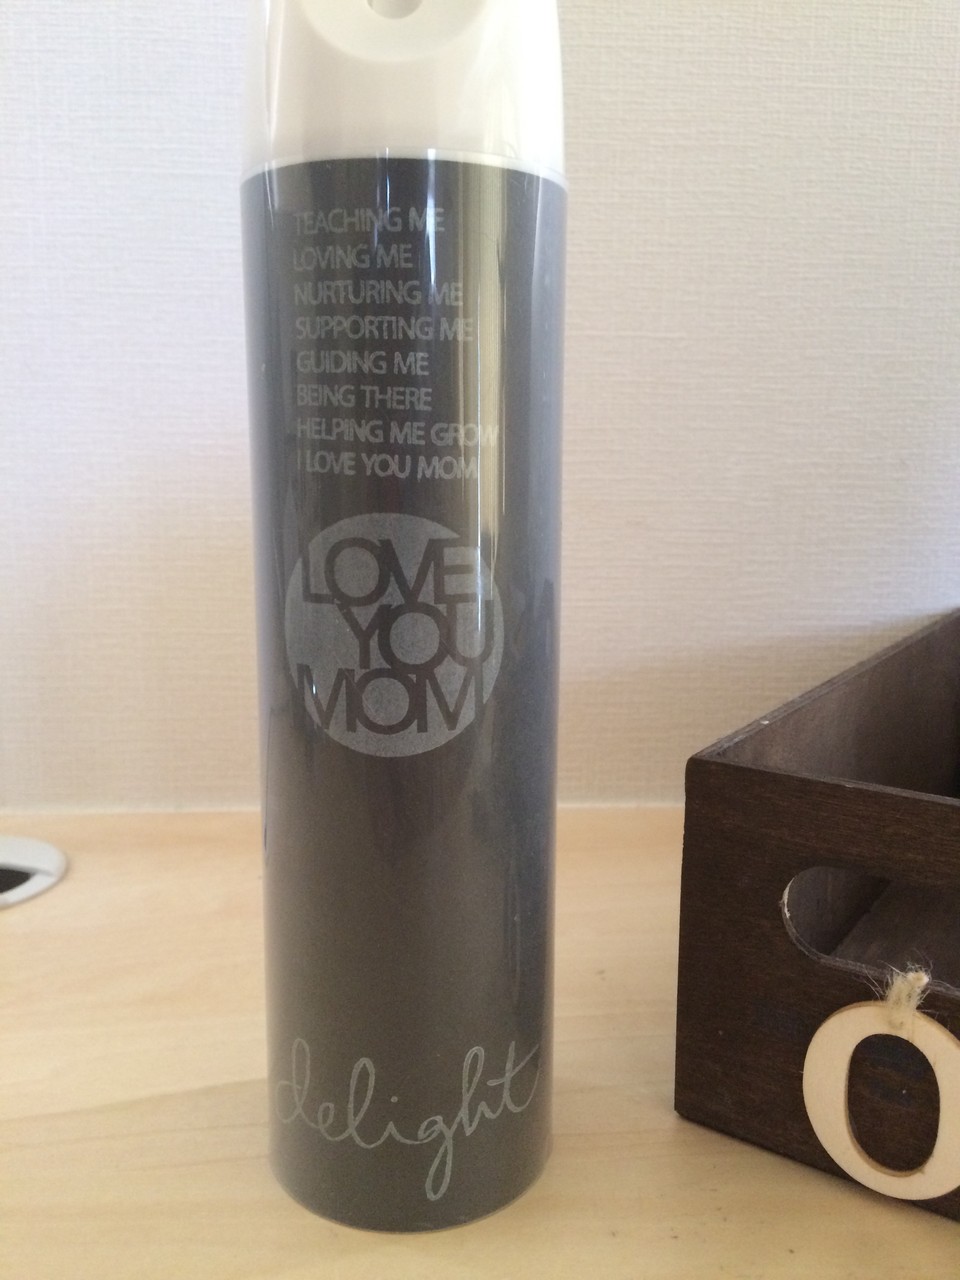 TEACHING ME
LOVING ME
NURTURING ME
SUPPORTING ME
GUIDING ME
BEING THERE
HELPING ME GROW
I LOVE YOU MOM
LOVE
YOU
MOM
delight
O